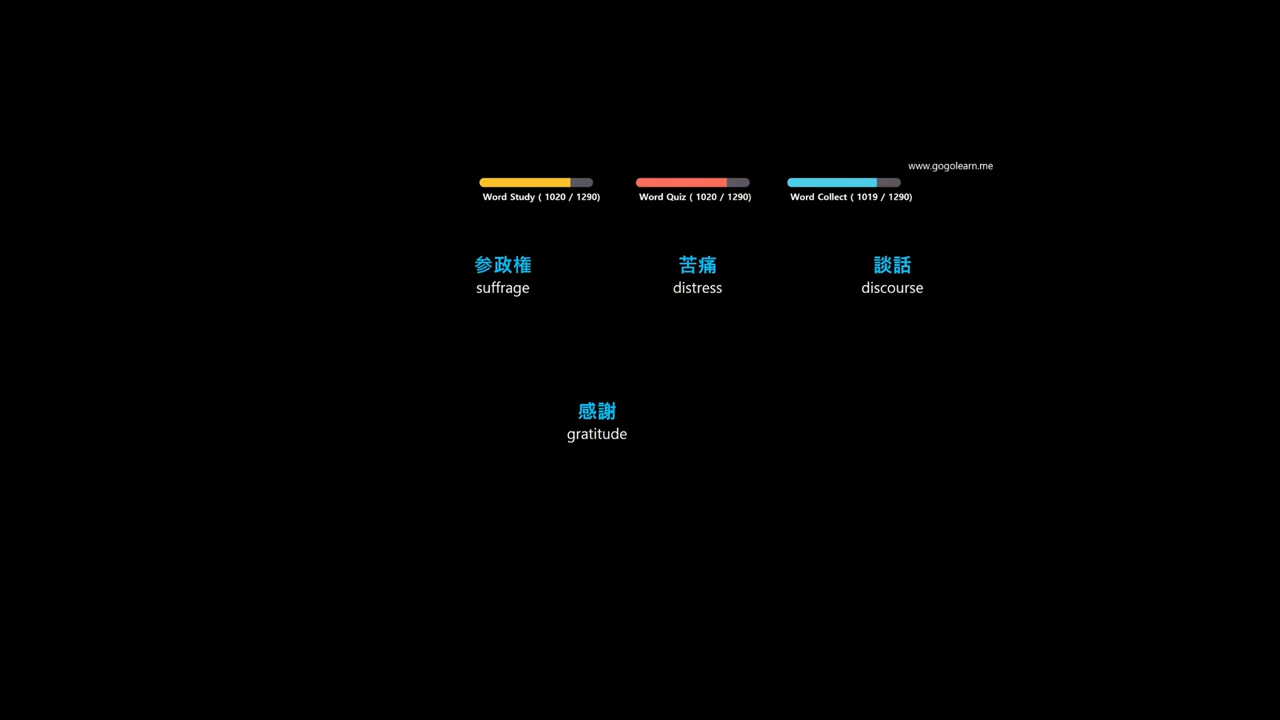 www.gogolearn.me
Word Study ( 1020 / 1290)
Word Quiz ( 1020 / 1290)
Word Collect ( 1019 / 1290)
参政権
suffrage
苦痛
distress
談話
discourse
感謝
gratitude